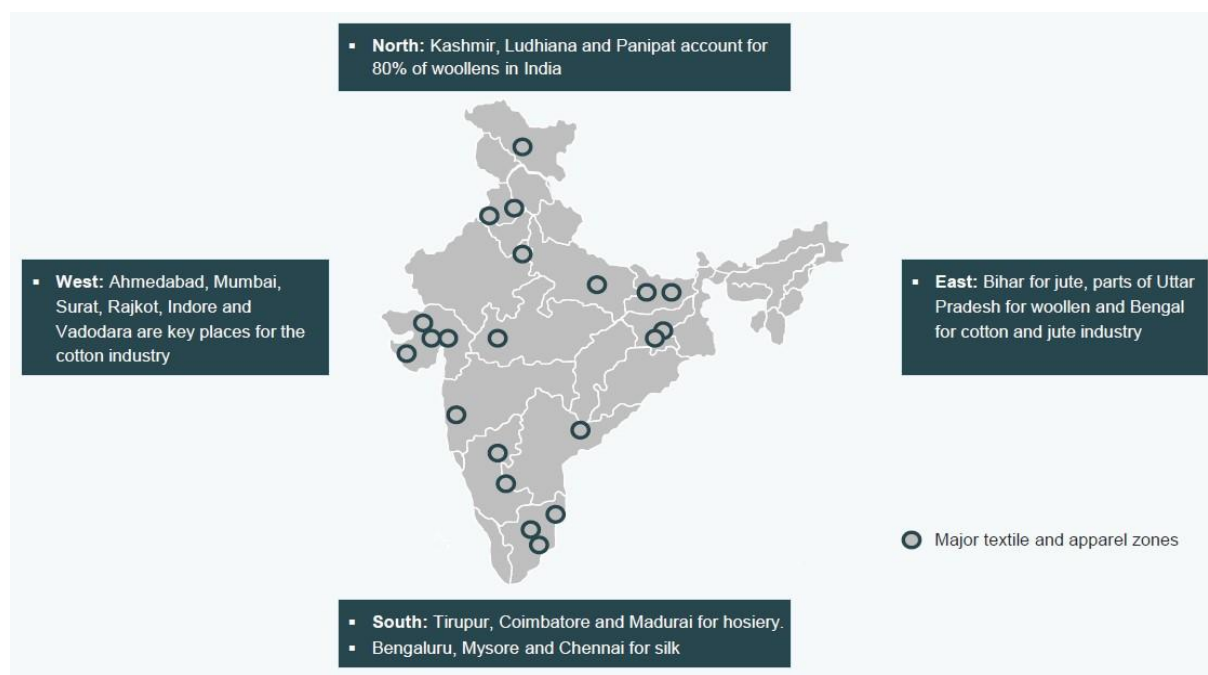 ▪ North: Kashmir, Ludhiana and Panipat account for
80% of woollens in India
▪ West: Ahmedabad, Mumbai,
Surat, Rajkot, Indore and
Vadodara are key places for the
cotton industry
▪ East: Bihar for jute, parts of Uttar
Pradesh for woollen and Bengal
for cotton and jute industry
Major textile and apparel zones
▪ South: Tirupur, Coimbatore and Madurai for hosiery.
▪ Bengaluru, Mysore and Chennai for silk